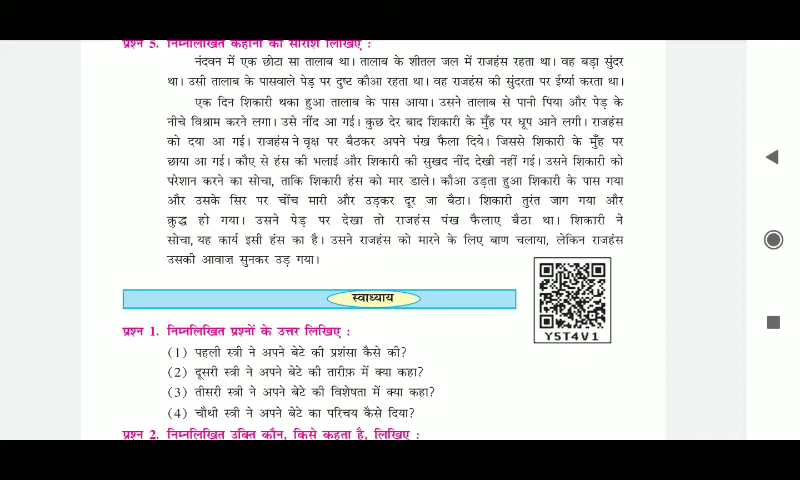 प्रश्न 5. निम्नलिखित कहानी का सारांश लिखिए :
नंदवन में एक छोटा सा तालाब था। तालाब के शीतल जल में राजहंस रहता था। वह बड़ा सुंदर
था। उसी तालाब के पासवाले पेड़ पर दुष्ट कौआ रहता था। वह राजहंस की सुंदरता पर ईर्ष्या करता था।
एक दिन शिकारी थका हुआ तालाब के पास आया। उसने तालाब से पानी पिया और पेड़ के
नीचे विश्राम करने लगा। उसे नींद आ गई। कुछ देर बाद शिकारी के मुँह पर धूप आने लगी। राजहंस
को दया आ गई। राजहंस ने वृक्ष पर बैठकर अपने पंख फैला दिये। जिससे शिकारी के मुँह पर
छाया आ गई। कौए से हंस की भलाई और शिकारी की सुखद नींद देखी नहीं गई। उसने शिकारी को
परेशान करने का सोचा, ताकि शिकारी हंस को मार डाले। कौआ उड़ता हुआ शिकारी के पास गया
और उसके सिर पर चोंच मारी और उड़कर दूर जा बैठा। शिकारी तुरंत जाग गया और
क्रुद्ध हो गया। उसने पेड़ पर देखा तो राजहंस पंख फैलाए बैठा था। शिकारी ने
सोचा, यह कार्य इसी हंस का है। उसने राजहंस को मारने के लिए बाण चलाया, लेकिन राजहंस
उसकी आवाज़ सुनकर उड़ गया।
स्वाध्याय
Y5T4V1
प्रश्न 1. निम्नलिखित प्रश्नों के उत्तर लिखिए :
(1) पहली स्त्री ने अपने बेटे की प्रशंसा कैसे की?
(2) दूसरी स्त्री ने अपने बेटे की तारीफ़ में क्या कहा?
(3) तीसरी स्त्री ने अपने बेटे की विशेषता में क्या कहा?
(4) चौथी स्त्री ने अपने बेटे का परिचय कैसे दिया?
प्रश्न 2. निम्नलिखित उक्ति कौन, किसे कहता है, लिखिए :